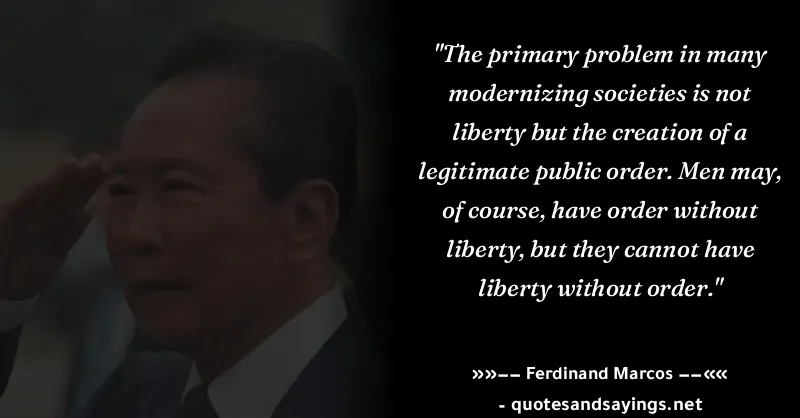 "The primary problem in many
modernizing societies is not
liberty but the creation of a
legitimate public order. Men may,
of course, have order without
liberty, but they cannot have
liberty without order."
»»–– Ferdinand Marcos ––««
- quotesandsayings.net